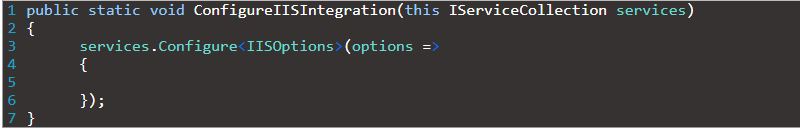 1 public static void ConfigureIISIntegration(this IServiceCollection services)
2 {
3 services.Configure<IISOptions>(options =>
4 {
5
6 });
7 }